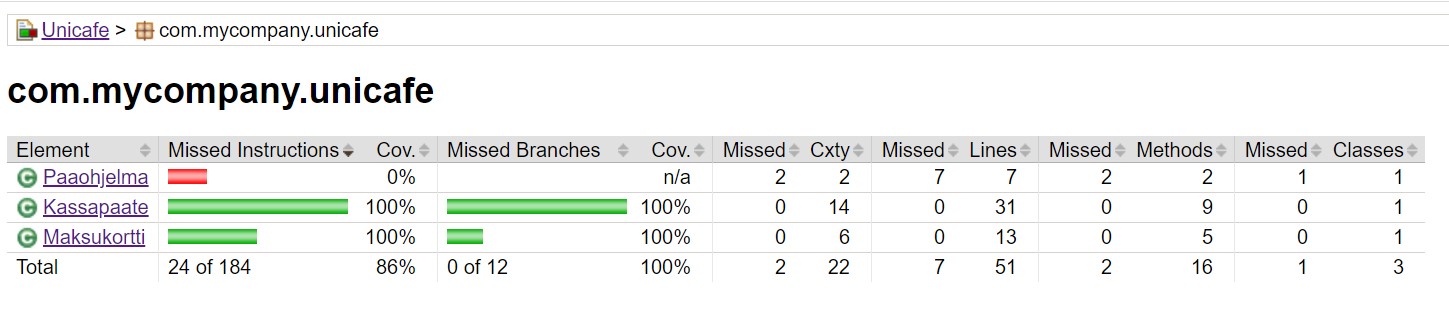 Unicafe > com.mycompany.unicafe
com.mycompany.unicafe
Element Missed Instructions Cov. Missed Branches Cov. Missed Cxty Missed Lines Missed Methods Missed Classes
C Paaohjelma 0% n/a 2 2 7 7 2 2 1 1
C Kassapaate 100% 100% 0 14 0 31 0 9 0 1
C Maksukortti 100% 100% 0 6 0 13 0 5 0 1
Total 24 of 184 86% 0 of 12 100% 2 22 7 51 2 16 1 3